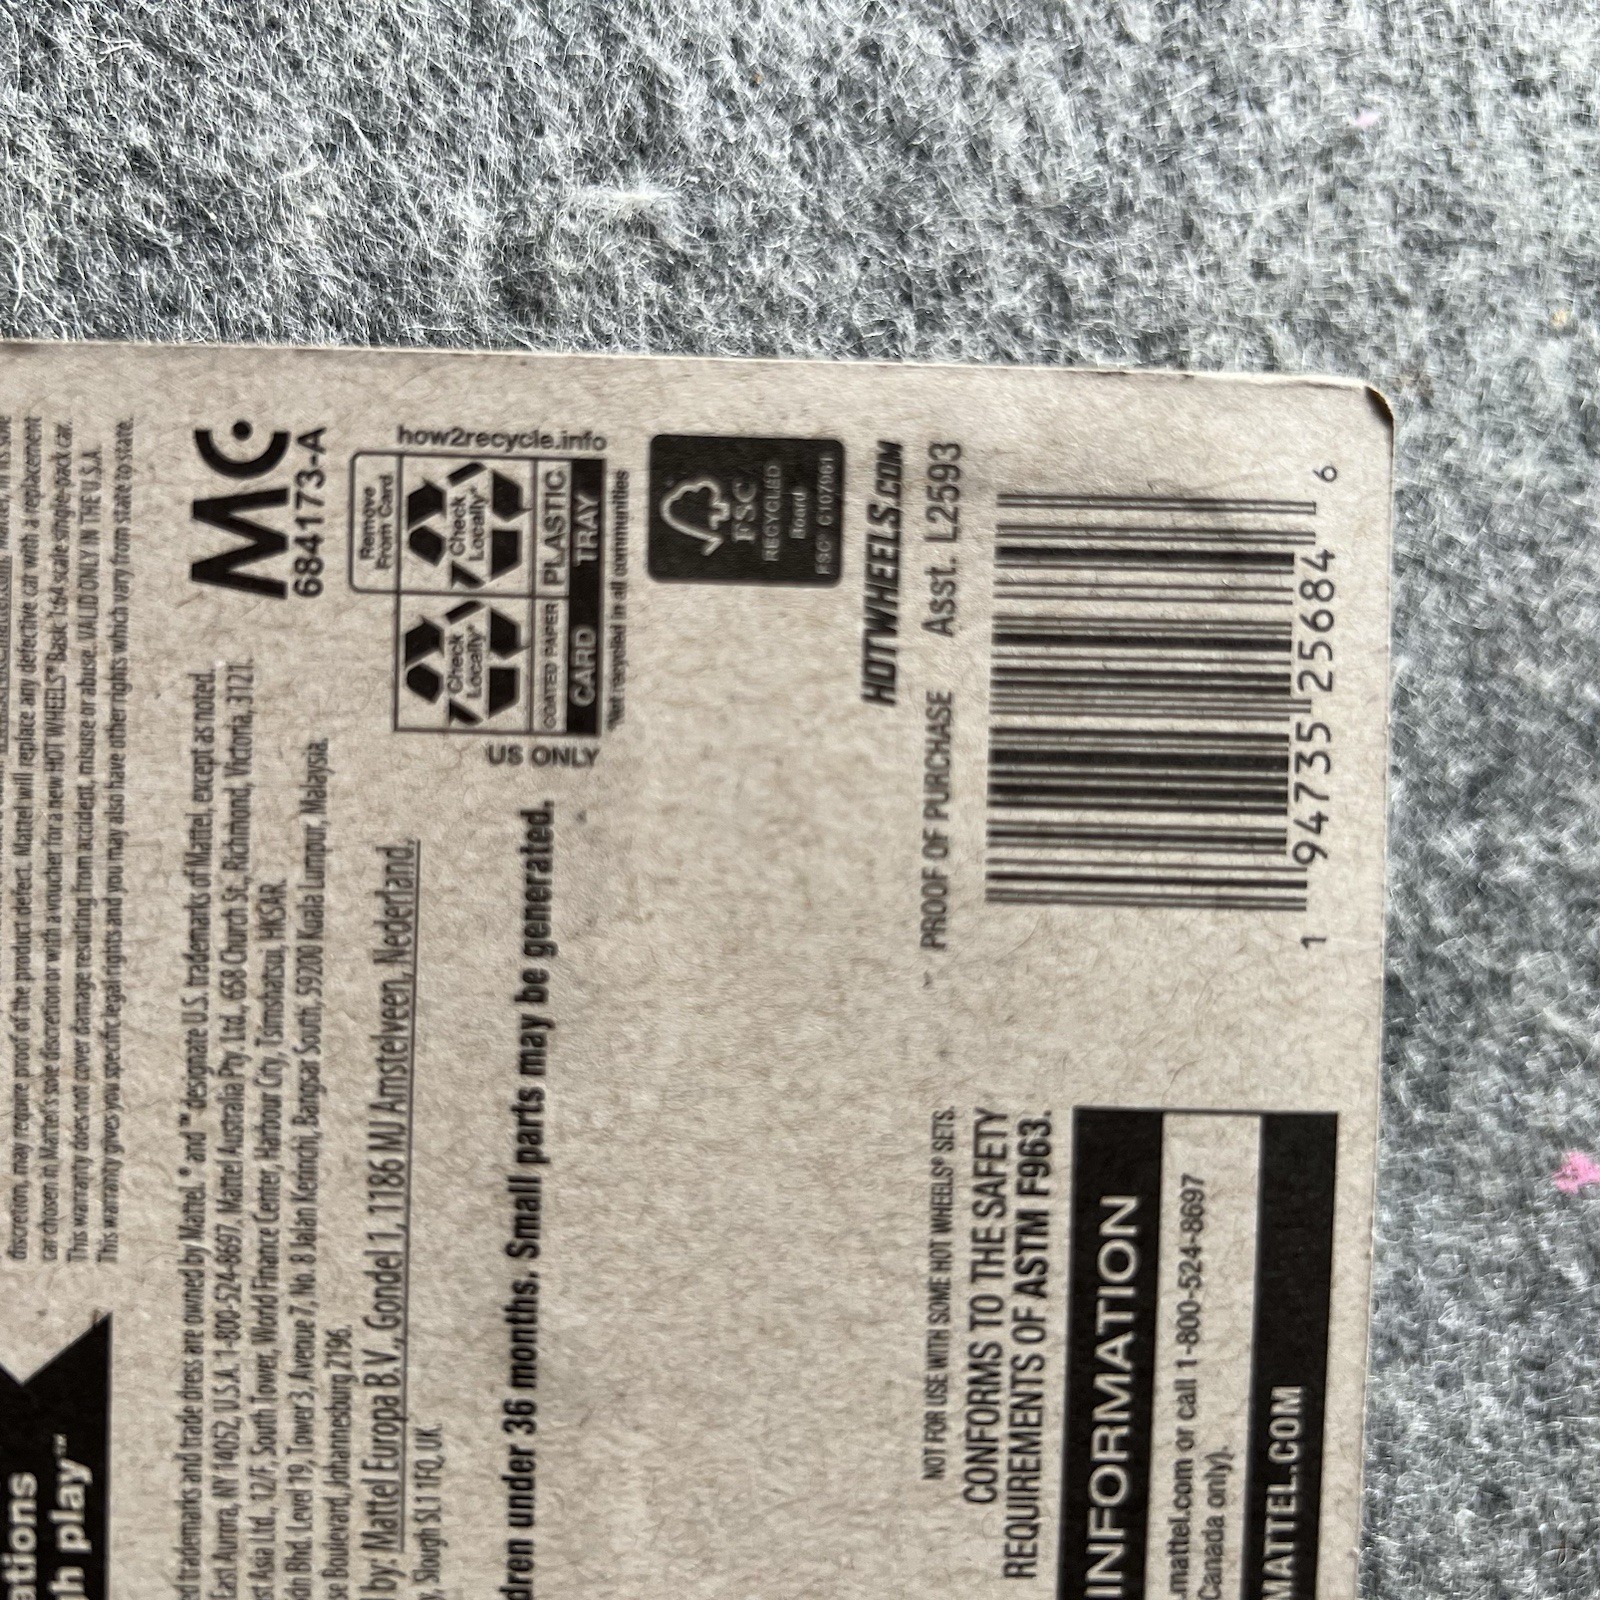 discretion, may require proof of the product defect. Mattel will replace any defective car with a replacement
car chosen in Mattel's sole discretion or with a voucher for a new HOT WHEELS® Basic 1:64 scale single-pack car.
This warranty does not cover damage resulting from accident, misuse or abuse. VALID ONLY IN THE U.S.A.
This warranty gives you specific legal rights and you may also have other rights which vary from state to state.
ations
gh play™
MC
684173-A
ed trademarks and trade dress are owned by Mattel. ® and ™ designate U.S. trademarks of Mattel, except as noted.
East Aurora, NY 14052, U.S.A. 1-800-524-8697. Mattel Australia Pty. Ltd., 658 Church St., Richmond, Victoria, 3121.
st Asia Ltd., 12/F, South Tower, World Finance Center, Harbour City, Tsimshatsui, HKSAR.
dn Bhd. Level 19, Tower 3, Avenue 7, No. 8 Jalan Kerinchi, Bangsar South, 59200 Kuala Lumpur, Malaysia.
se Boulevard, Johannesburg 2196.
by: Mattel Europa B.V., Gondel 1, 1186 MJ Amstelveen, Nederland.
, Slough SL1 1FQ, UK
how2recycle.info
Remove
From Card
Check
Locally*
Check
Locally*
COATED PAPER
PLASTIC
CARD
TRAY
US ONLY
*Not recycled in all communities
dren under 36 months. Small parts may be generated.
FSC
RECYCLED
Board
FSC® C107661
HOTWHEELS.COM
PROOF OF PURCHASE Asst. L2593
1 94735 25684 6
NOT FOR USE WITH SOME HOT WHEELS® SETS.
CONFORMS TO THE SAFETY
REQUIREMENTS OF ASTM F963.
INFORMATION
.mattel.com or call 1-800-524-8697
Canada only).
MATTEL.COM